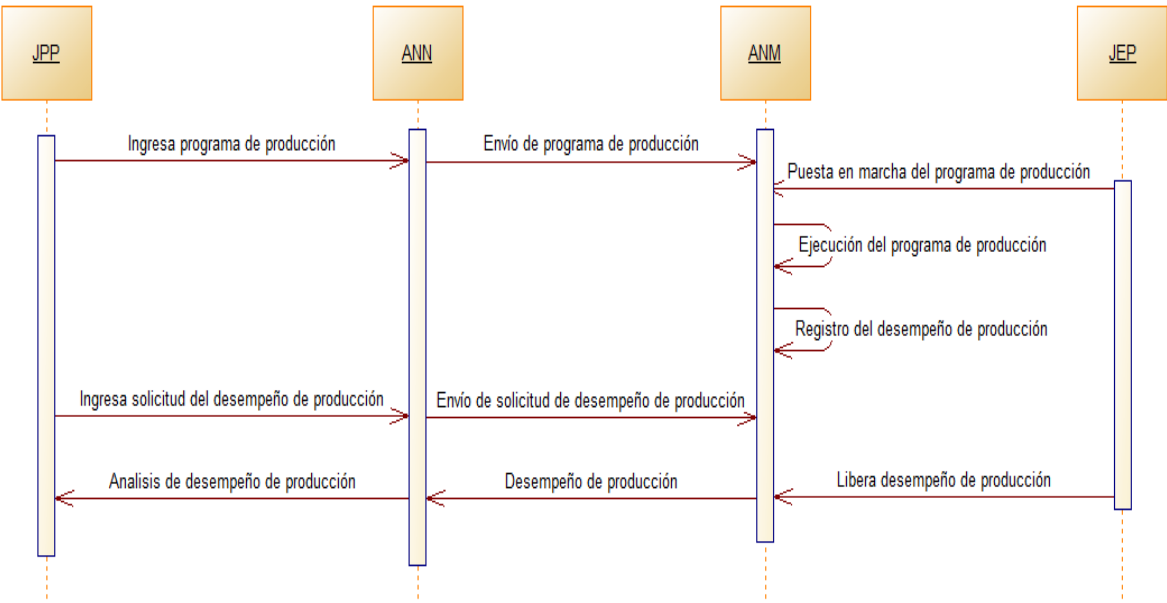 JPP
ANN
ANM
JEP
Ingresa programa de producción
Envío de programa de producción
Puesta en marcha del programa de producción
Ejecución del programa de producción
Registro del desempeño de producción
Ingresa solicitud del desempeño de producción
Envío de solicitud de desempeño de producción
Analisis de desempeño de producción
Desempeño de producción
Libera desempeño de producción